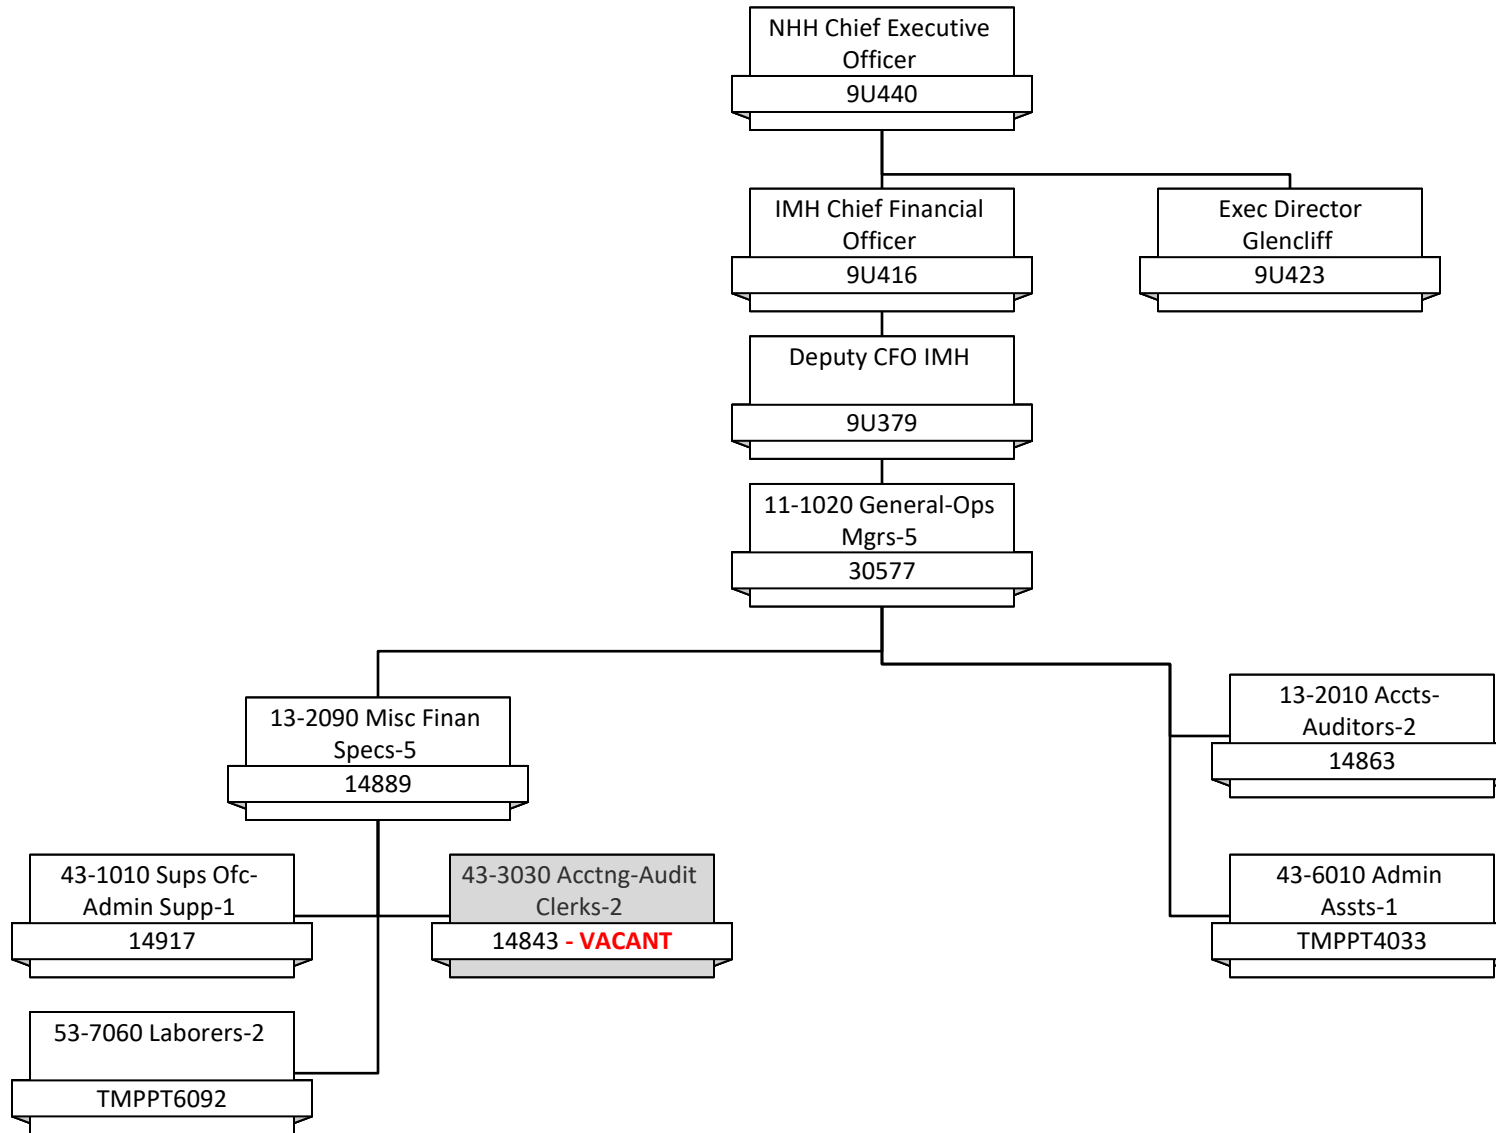 NHH Chief Executive
Officer
9U440
IMH Chief Financial
Officer
9U416
Exec Director
Glencliff
9U423
Deputy CFO IMH
9U379
11-1020 General-Ops
Mgrs-5
30577
13-2090 Misc Finan
Specs-5
14889
13-2010 Accts-
Auditors-2
14863
43-1010 Sups Ofc-
Admin Supp-1
14917
43-3030 Acctng-Audit
Clerks-2
14843 - VACANT
43-6010 Admin
Assts-1
TMPPT4033
53-7060 Laborers-2
TMPPT6092